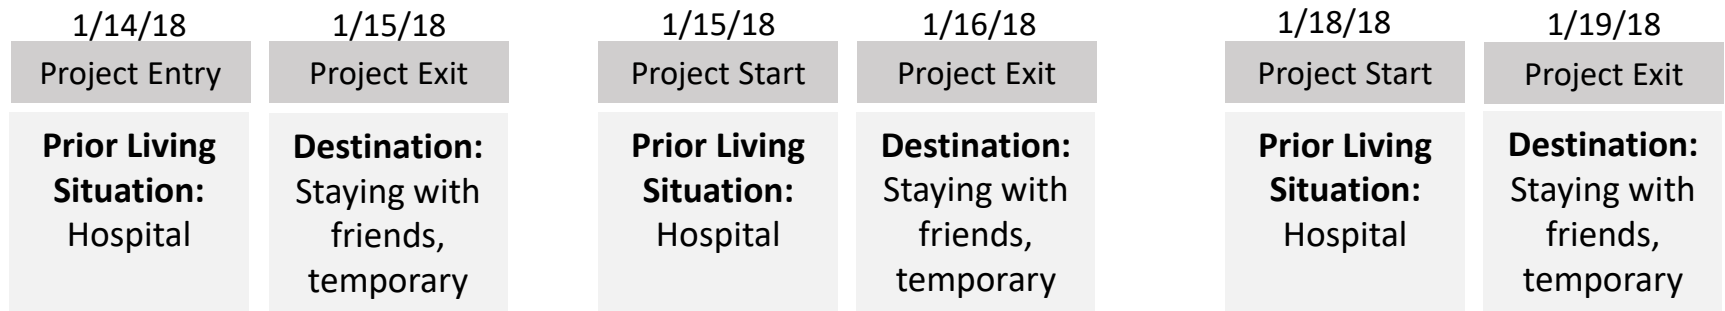 1/14/18
Project Entry
Prior Living
Situation:
Hospital
1/15/18
Project Exit
Destination:
Staying with
friends,
temporary
1/15/18
Project Start
Prior Living
Situation:
Hospital
1/16/18
Project Exit
Destination:
Staying with
friends,
temporary
1/18/18
Project Start
Prior Living
Situation:
Hospital
1/19/18
Project Exit
Destination:
Staying with
friends,
temporary